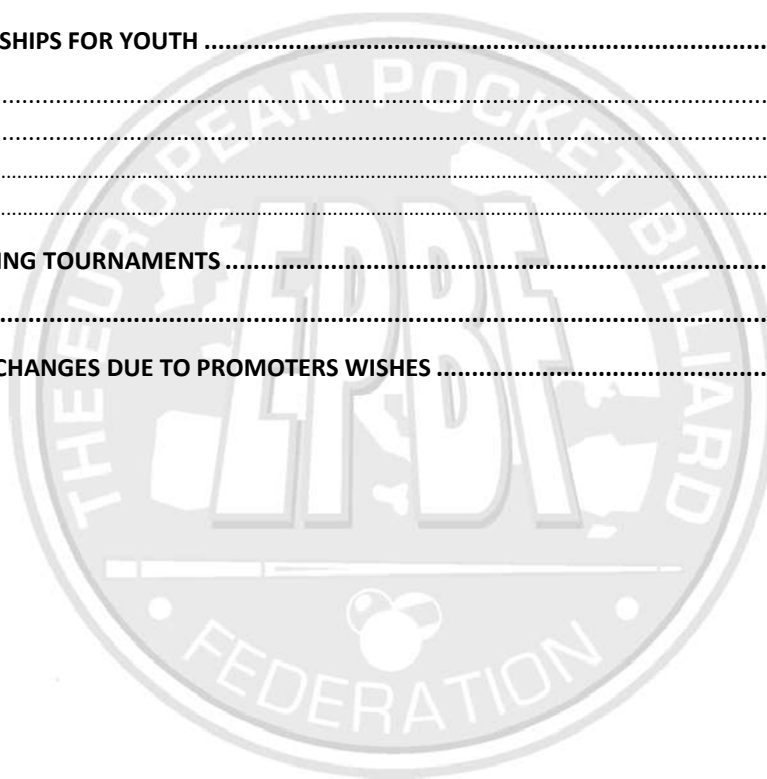 SHIPS FOR YOUTH ................................................................................
................................................................................
................................................................................
................................................................................
................................................................................
ING TOURNAMENTS ................................................................................
................................................................................
CHANGES DUE TO PROMOTERS WISHES ................................................
THE EUROPEAN POCKET BILLIARD
EPBF
FEDERATION